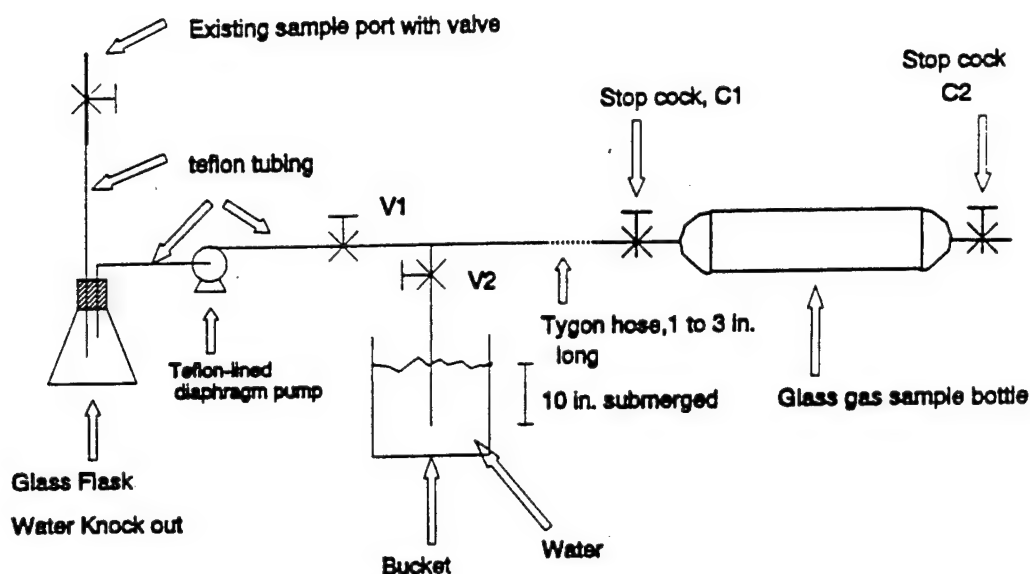 Existing sample port with valve
Stop cock
C2
Stop cock, C1
teflon tubing
V1
V2
Tygon hose,1 to 3 in.
long
Teflon-lined
diaphragm pump
10 in. submerged
Glass gas sample bottle
Glass Flask
Water Knock out
Water
Bucket